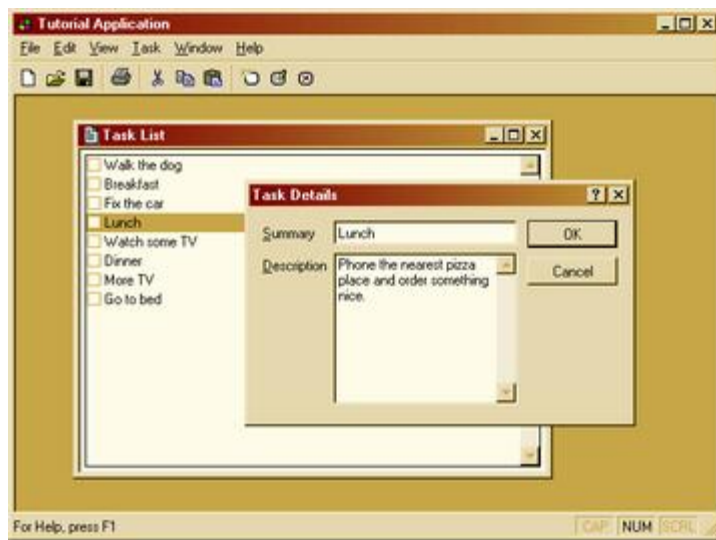 Tutorial Application
File Edit View Task Window Help
Task List
Walk the dog
Breakfast
Fix the car
Lunch
Watch some TV
Dinner
More TV
Go to bed
Task Details
Summary Lunch OK
Description Phone the nearest pizza Cancel
place and order something
nice.
For Help, press F1 CAP NUM SCRL